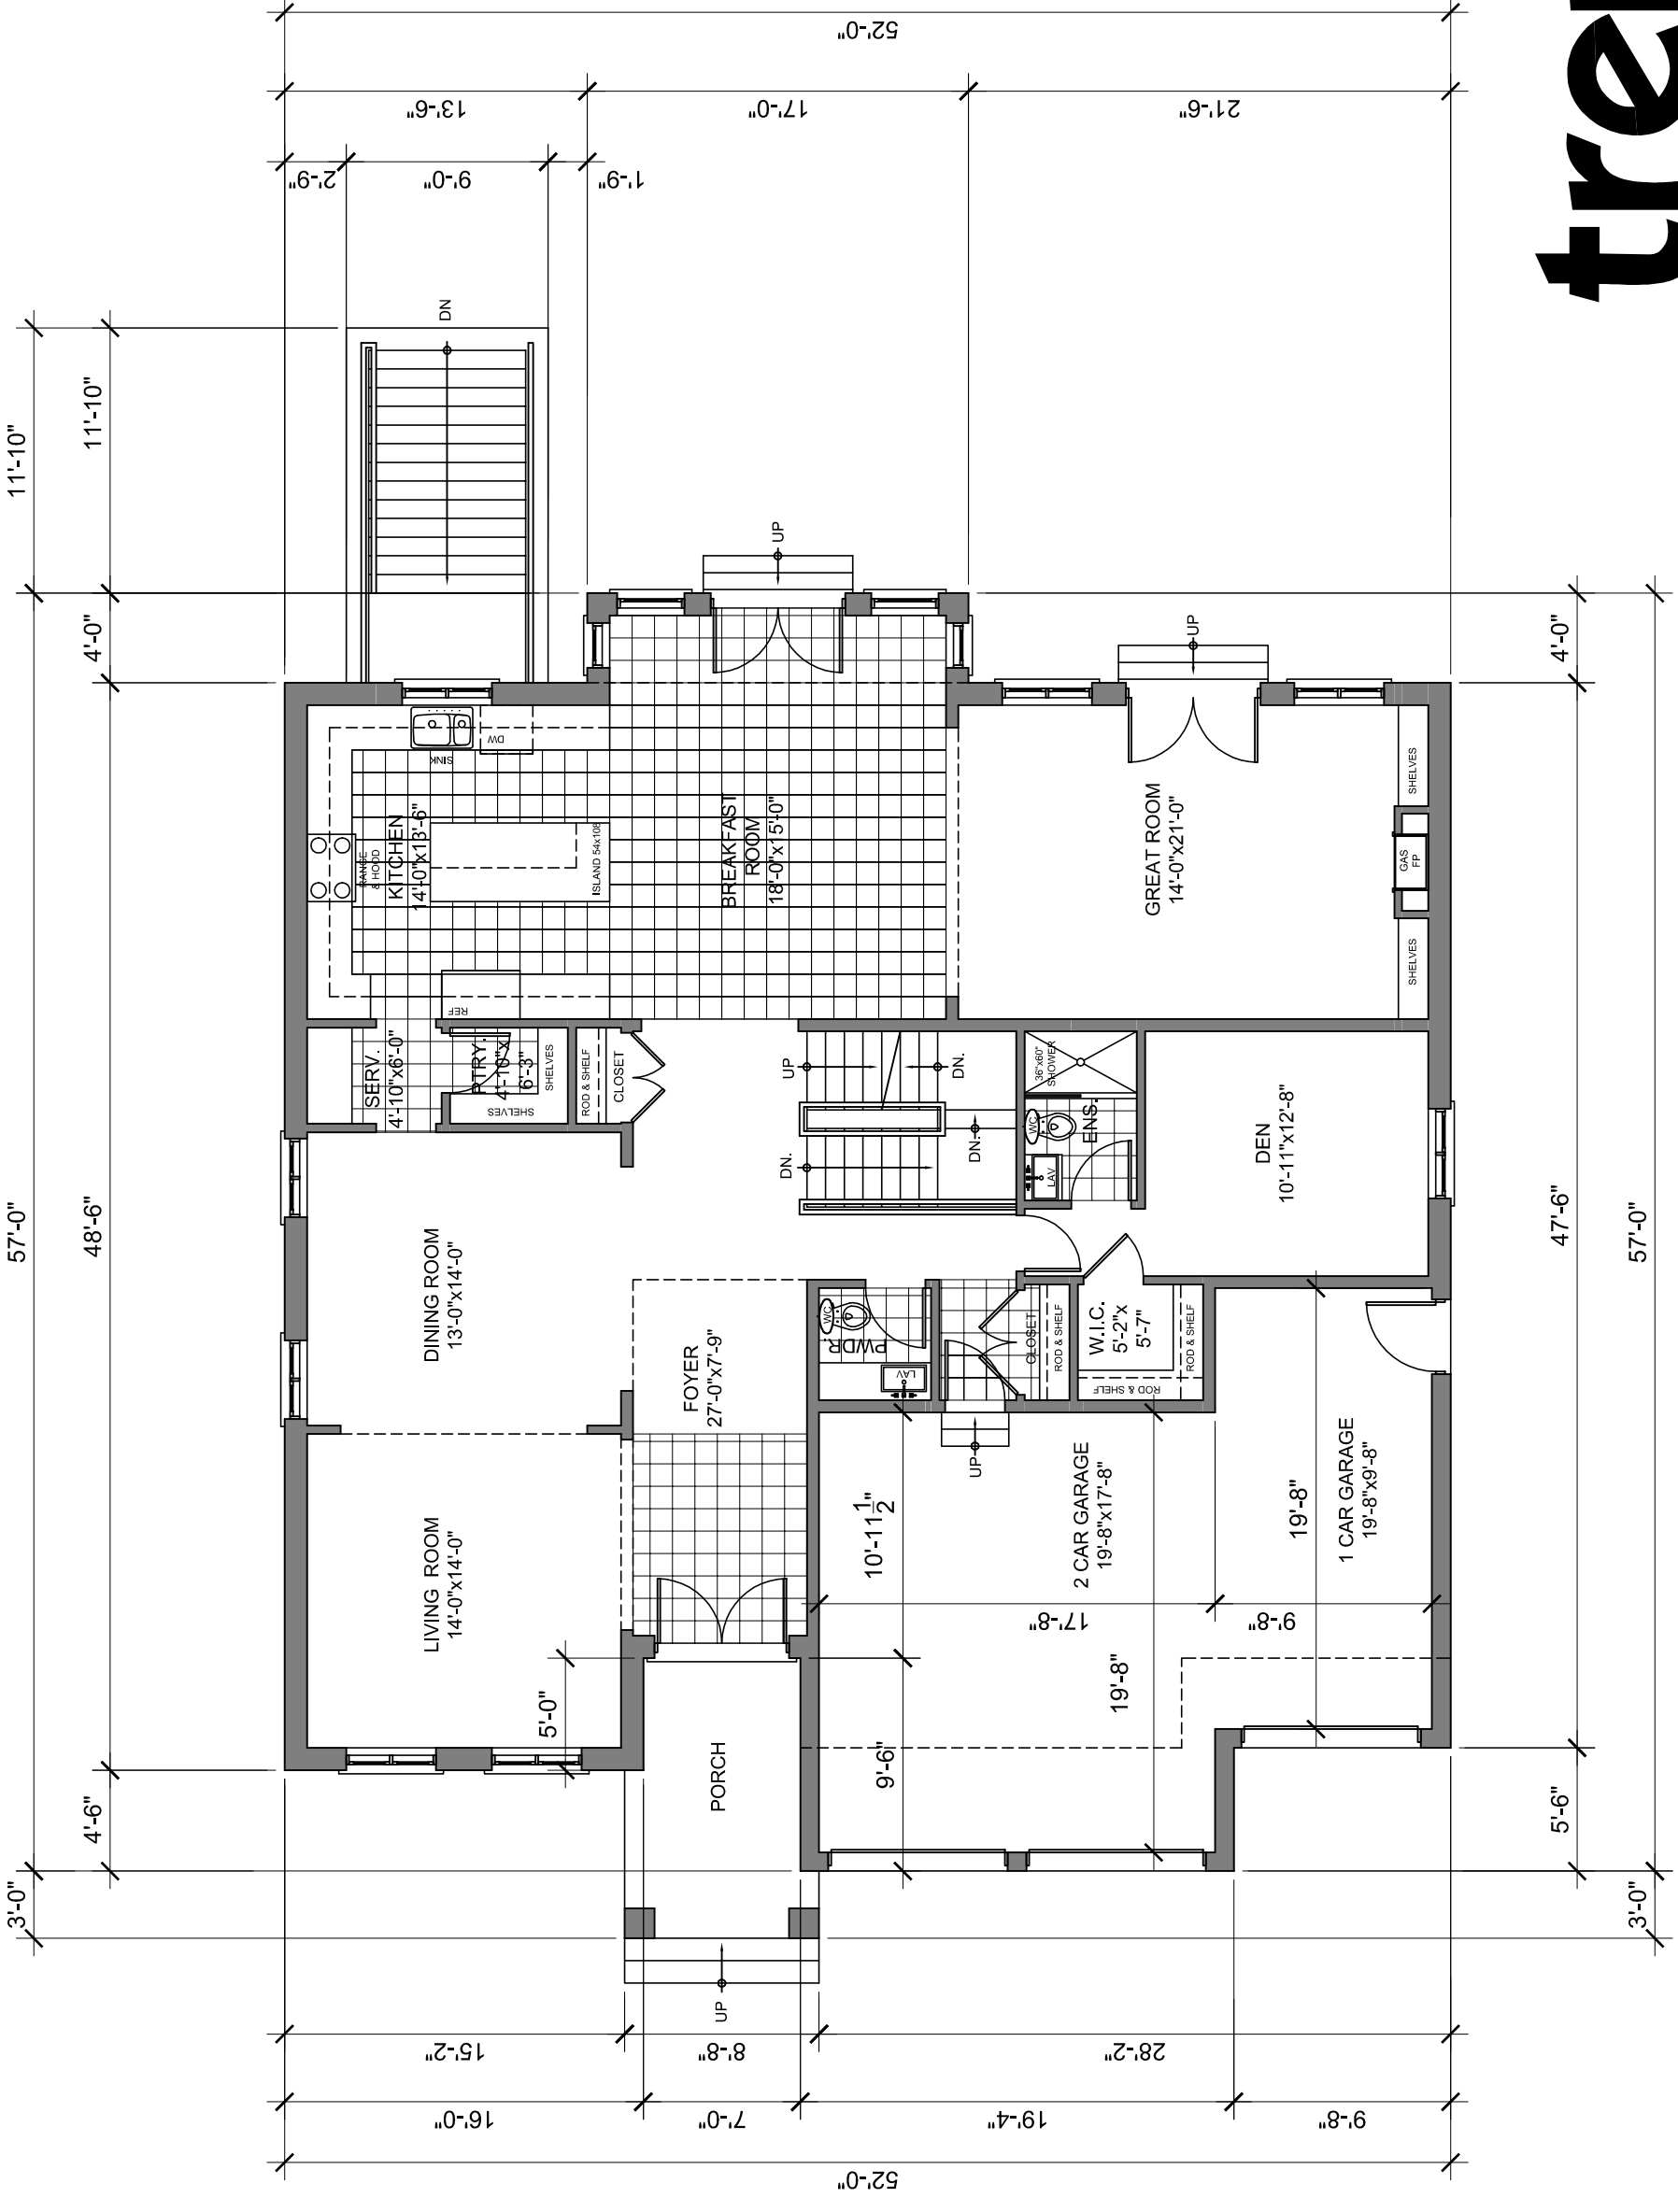 52'-0"
13'-6"
17'-0"
21'-6"
2'-9"
9'-0"
1'-9"
11'-10"
11'-10"
4'-0"
DN
UP
UP
4'-0"
57'-0"
48'-6"
47'-6"
57'-0"
SINK
DW
RANGE
& HOOD
KITCHEN
14'-0"x13'-6"
ISLAND 54x108
BREAKFAST
ROOM
18'-0"x15'-0"
GREAT ROOM
14'-0"x21'-0"
SHELVES
GAS
FP
SHELVES
REF
SERV.
4'-10"x6'-0"
PTRY.
4'-10"x
6'-3"
SHELVES
SHELVES
ROD & SHELF
CLOSET
UP
DN.
DN.
DN.
36"x60"
SHOWER
WC
ENS.
LAV
DEN
10'-11"x12'-8"
DINING ROOM
13'-0"x14'-0"
FOYER
27'-0"x7'-9"
WC
PWDR.
LAV
CLOSET
ROD & SHELF
W.I.C.
5'-2"x
5'-7"
ROD & SHELF
ROD & SHELF
LIVING ROOM
14'-0"x14'-0"
UP
10'-11 1/2"
2 CAR GARAGE
19'-8"x17'-8"
19'-8"
1 CAR GARAGE
19'-8"x9'-8"
17'-8"
9'-8"
19'-8"
5'-0"
9'-6"
PORCH
4'-6"
3'-0"
5'-6"
3'-0"
UP
15'-2"
8'-8"
28'-2"
16'-0"
7'-0"
19'-4"
9'-8"
52'-0"
tre